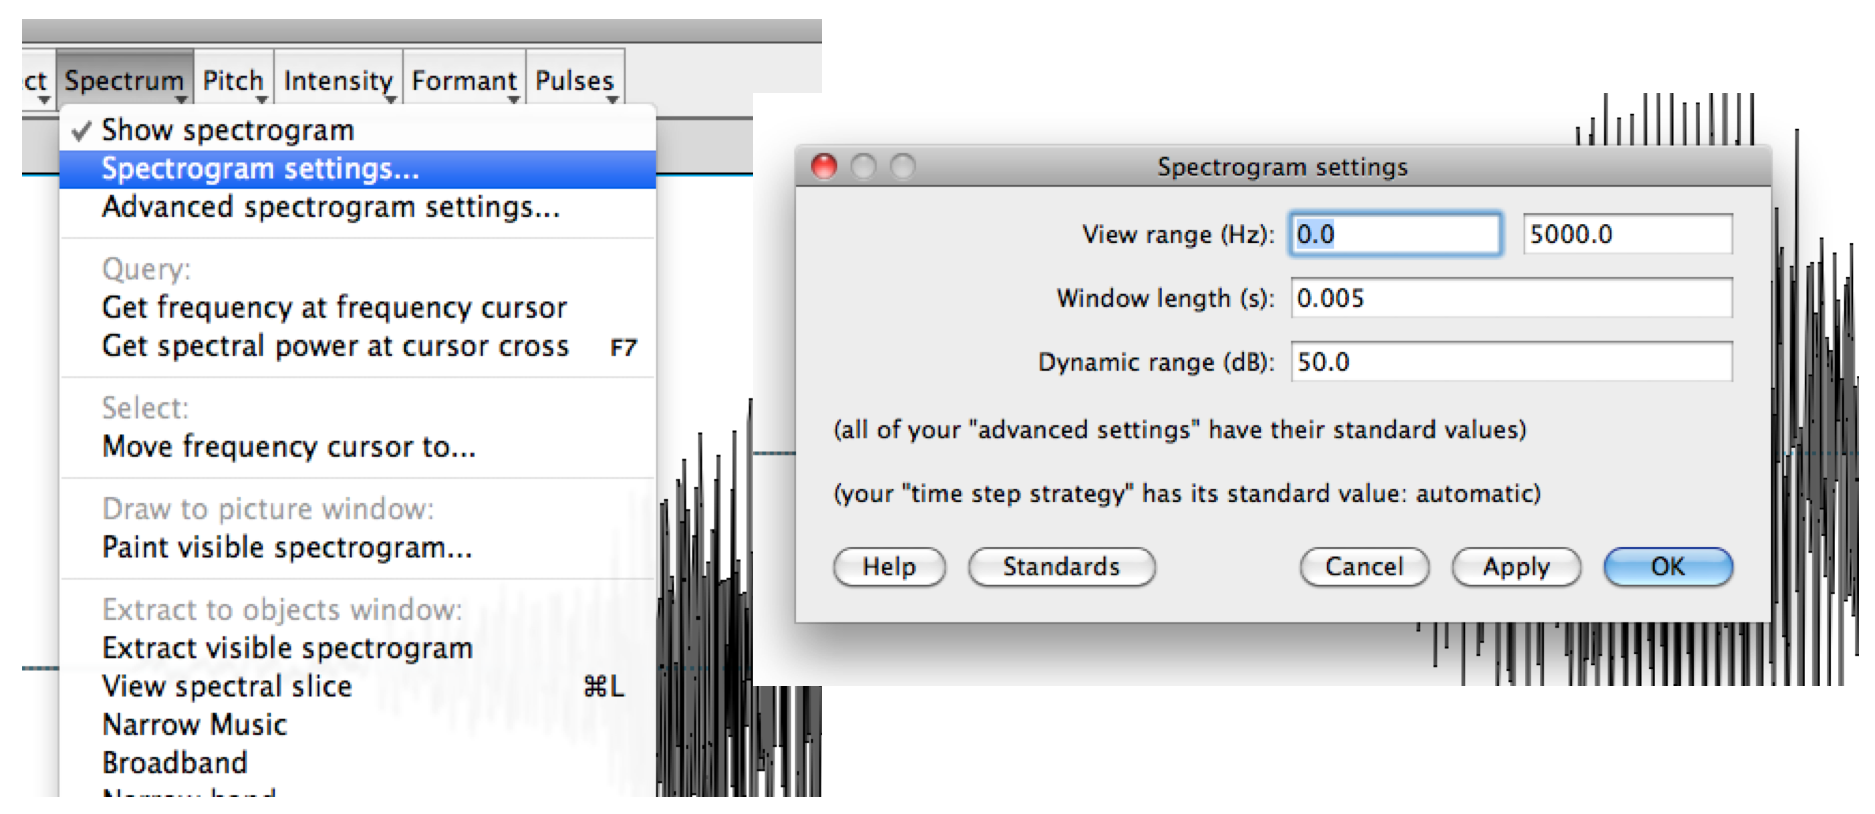 ct Spectrum Pitch Intensity Formant Pulses
✓ Show spectrogram
Spectrogram settings...
Advanced spectrogram settings...
Query:
Get frequency at frequency cursor
Get spectral power at cursor cross F7
Select:
Move frequency cursor to...
Draw to picture window:
Paint visible spectrogram...
Extract to objects window:
Extract visible spectrogram
View spectral slice ⌘L
Narrow Music
Broadband
Narrow band
Spectrogram settings
View range (Hz): 0.0 5000.0
Window length (s): 0.005
Dynamic range (dB): 50.0
(all of your "advanced settings" have their standard values)
(your "time step strategy" has its standard value: automatic)
Help Standards Cancel Apply OK